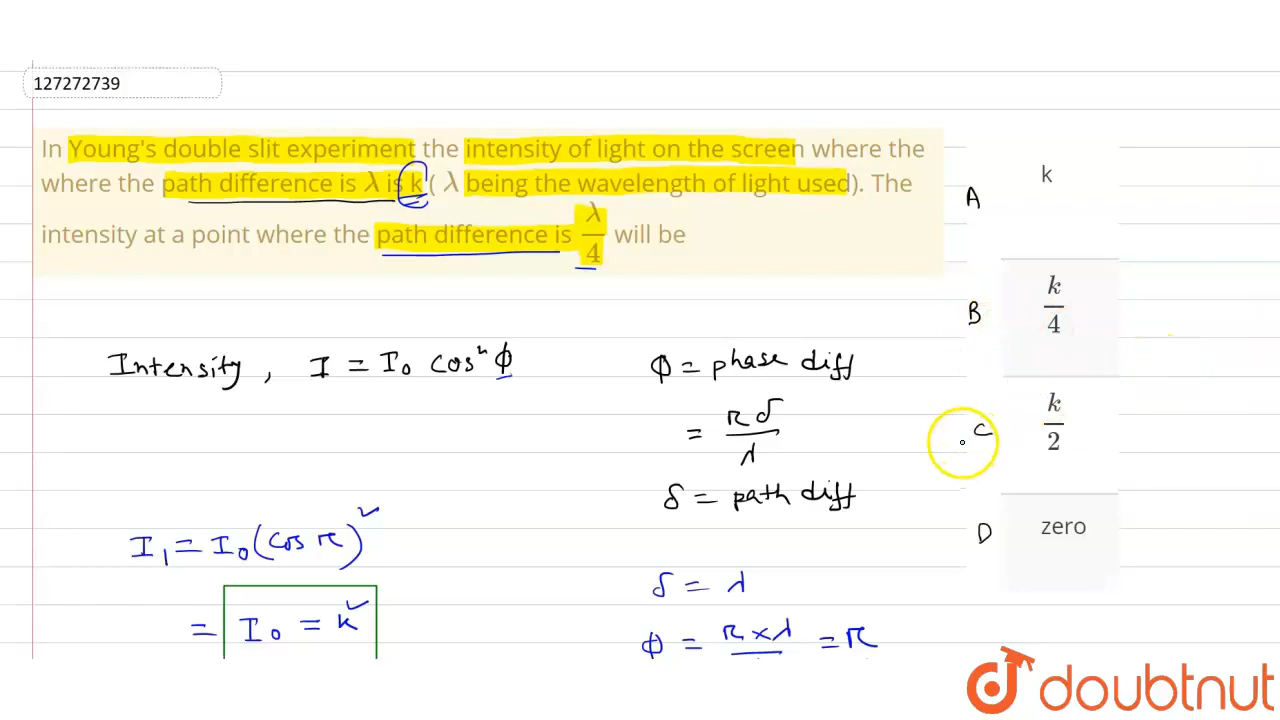 127272739
In Young's double slit experiment the intensity of light on the screen where the
where the path difference is λ is k ( λ being the wavelength of light used). The
intensity at a point where the path difference is λ/4 will be
A k
B k/4
C k/2
D zero
Intensity, I = I₀ cos² φ
φ = phase diff
= πδ/λ
δ = path diff
I₁ = I₀ (cos π)²
= I₀ = k
δ = λ
φ = π×λ = π
doubtnut